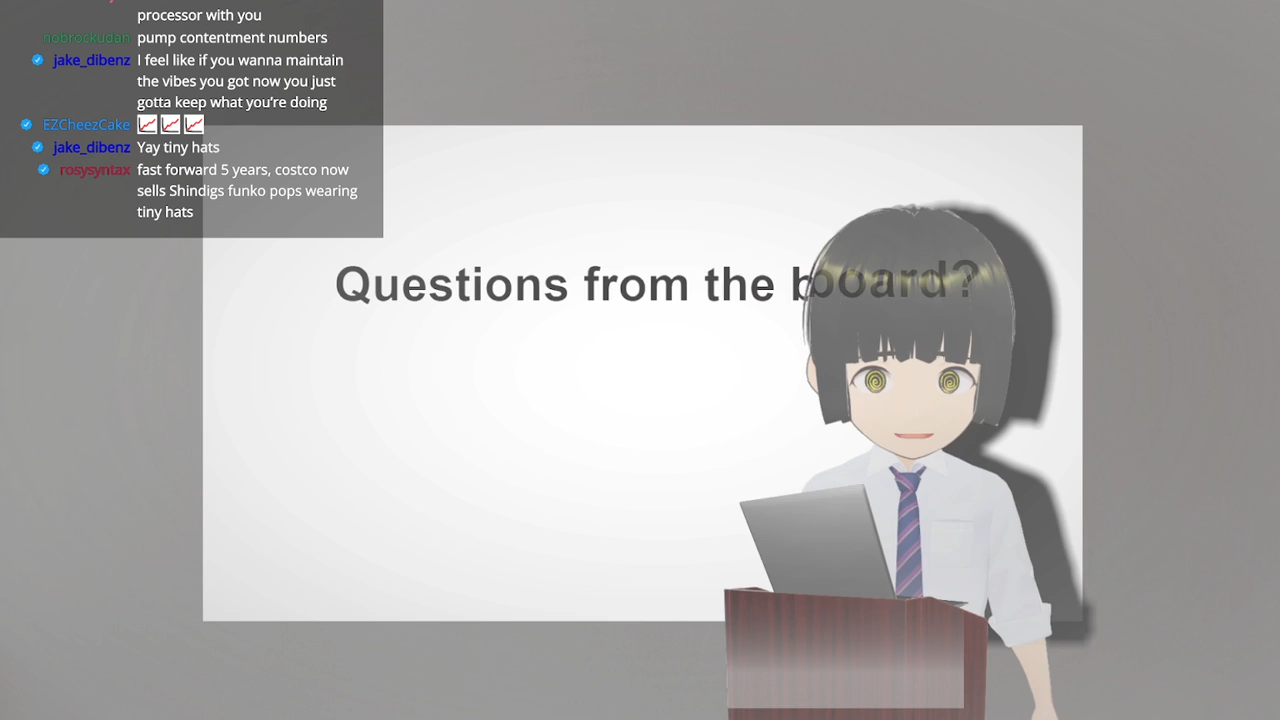 processor with you
nobrockudan pump contentment numbers
jake_dibenz I feel like if you wanna maintain
the vibes you got now you just
gotta keep what you're doing
EZCheezCake
jake_dibenz Yay tiny hats
rosysyntax fast forward 5 years, costco now
sells Shindigs funko pops wearing
tiny hats
Questions from the board?